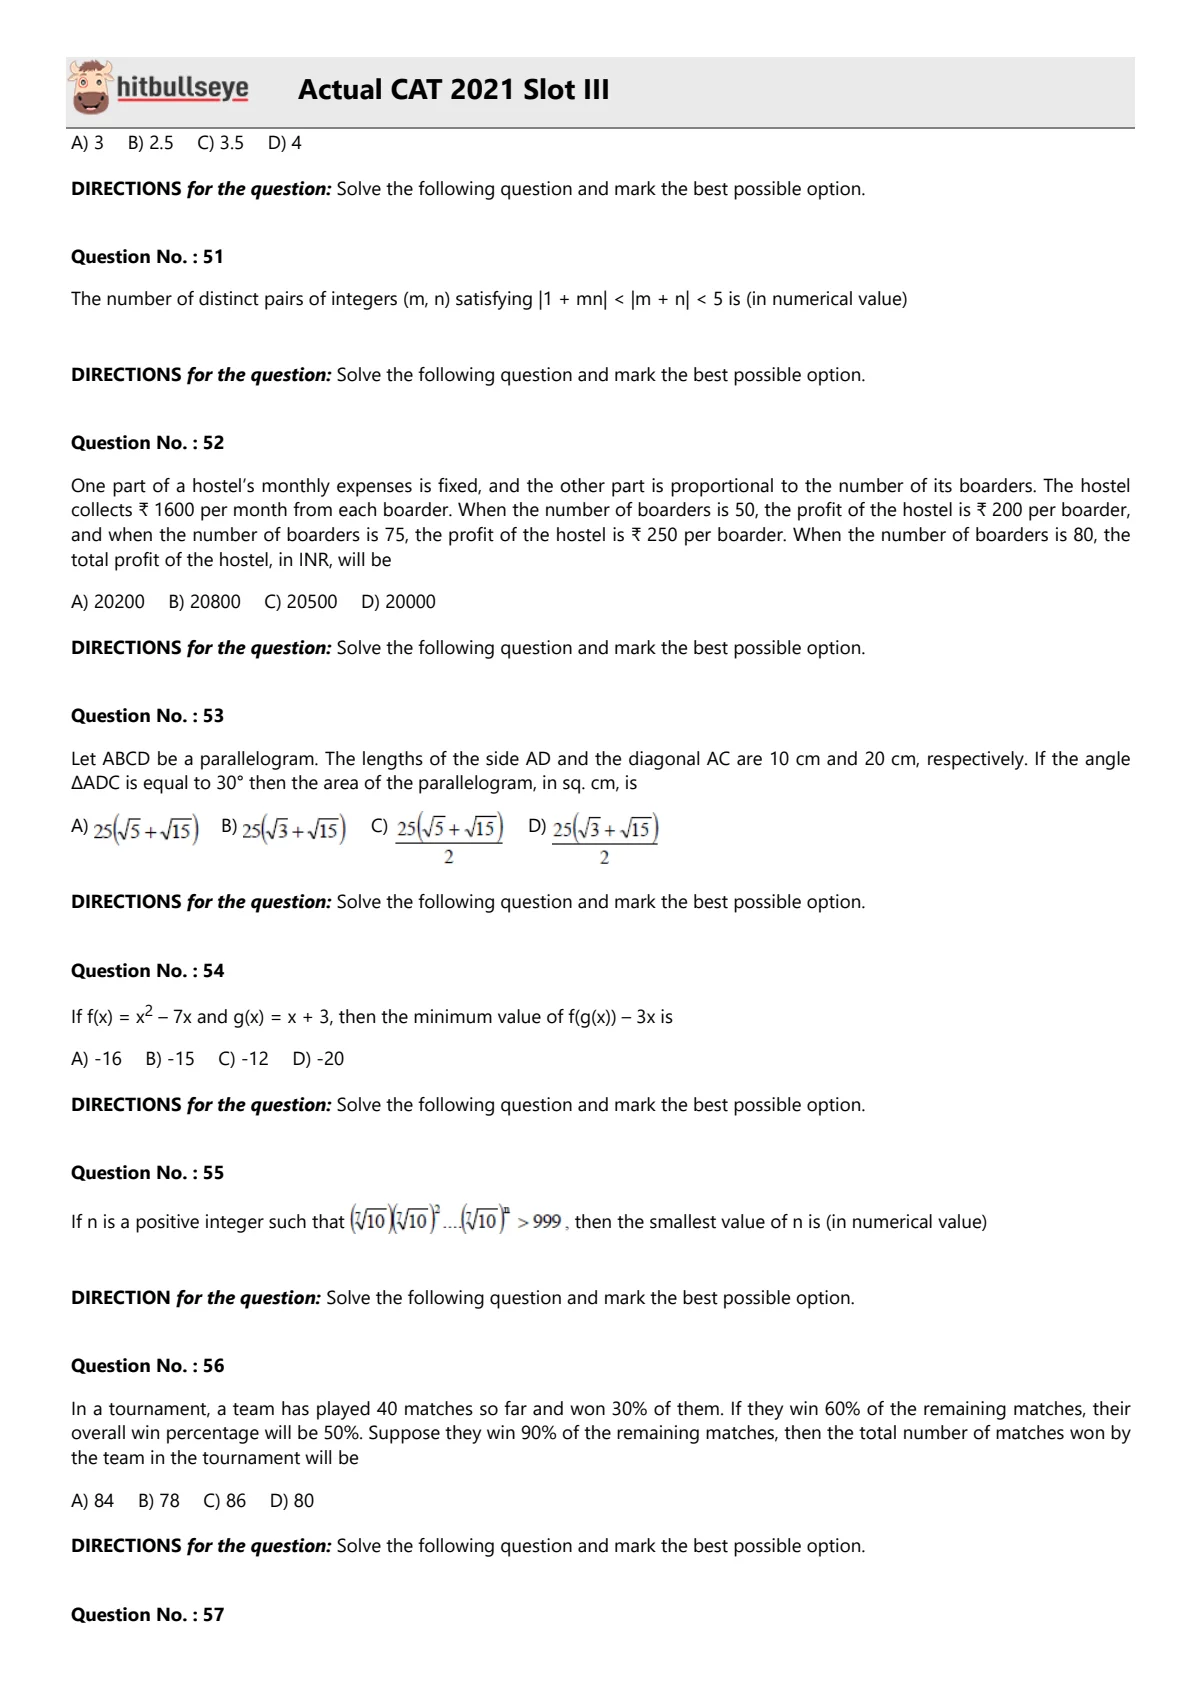 hitbullseye Actual CAT 2021 Slot III
A) 3 B) 2.5 C) 3.5 D) 4
DIRECTIONS for the question: Solve the following question and mark the best possible option.
Question No. : 51
The number of distinct pairs of integers (m, n) satisfying |1 + mn| < |m + n| < 5 is (in numerical value)
DIRECTIONS for the question: Solve the following question and mark the best possible option.
Question No. : 52
One part of a hostel’s monthly expenses is fixed, and the other part is proportional to the number of its boarders. The hostel
collects ₹ 1600 per month from each boarder. When the number of boarders is 50, the profit of the hostel is ₹ 200 per boarder,
and when the number of boarders is 75, the profit of the hostel is ₹ 250 per boarder. When the number of boarders is 80, the
total profit of the hostel, in INR, will be
A) 20200 B) 20800 C) 20500 D) 20000
DIRECTIONS for the question: Solve the following question and mark the best possible option.
Question No. : 53
Let ABCD be a parallelogram. The lengths of the side AD and the diagonal AC are 10 cm and 20 cm, respectively. If the angle
∆ADC is equal to 30° then the area of the parallelogram, in sq. cm, is
A) 25(√5 + √15) B) 25(√3 + √15) C) 25(√5 + √15)/2 D) 25(√3 + √15)/2
DIRECTIONS for the question: Solve the following question and mark the best possible option.
Question No. : 54
If f(x) = x² – 7x and g(x) = x + 3, then the minimum value of f(g(x)) – 3x is
A) -16 B) -15 C) -12 D) -20
DIRECTIONS for the question: Solve the following question and mark the best possible option.
Question No. : 55
If n is a positive integer such that (⁷√10)(⁷√10)²....(⁷√10)ⁿ > 999, then the smallest value of n is (in numerical value)
DIRECTION for the question: Solve the following question and mark the best possible option.
Question No. : 56
In a tournament, a team has played 40 matches so far and won 30% of them. If they win 60% of the remaining matches, their
overall win percentage will be 50%. Suppose they win 90% of the remaining matches, then the total number of matches won by
the team in the tournament will be
A) 84 B) 78 C) 86 D) 80
DIRECTIONS for the question: Solve the following question and mark the best possible option.
Question No. : 57